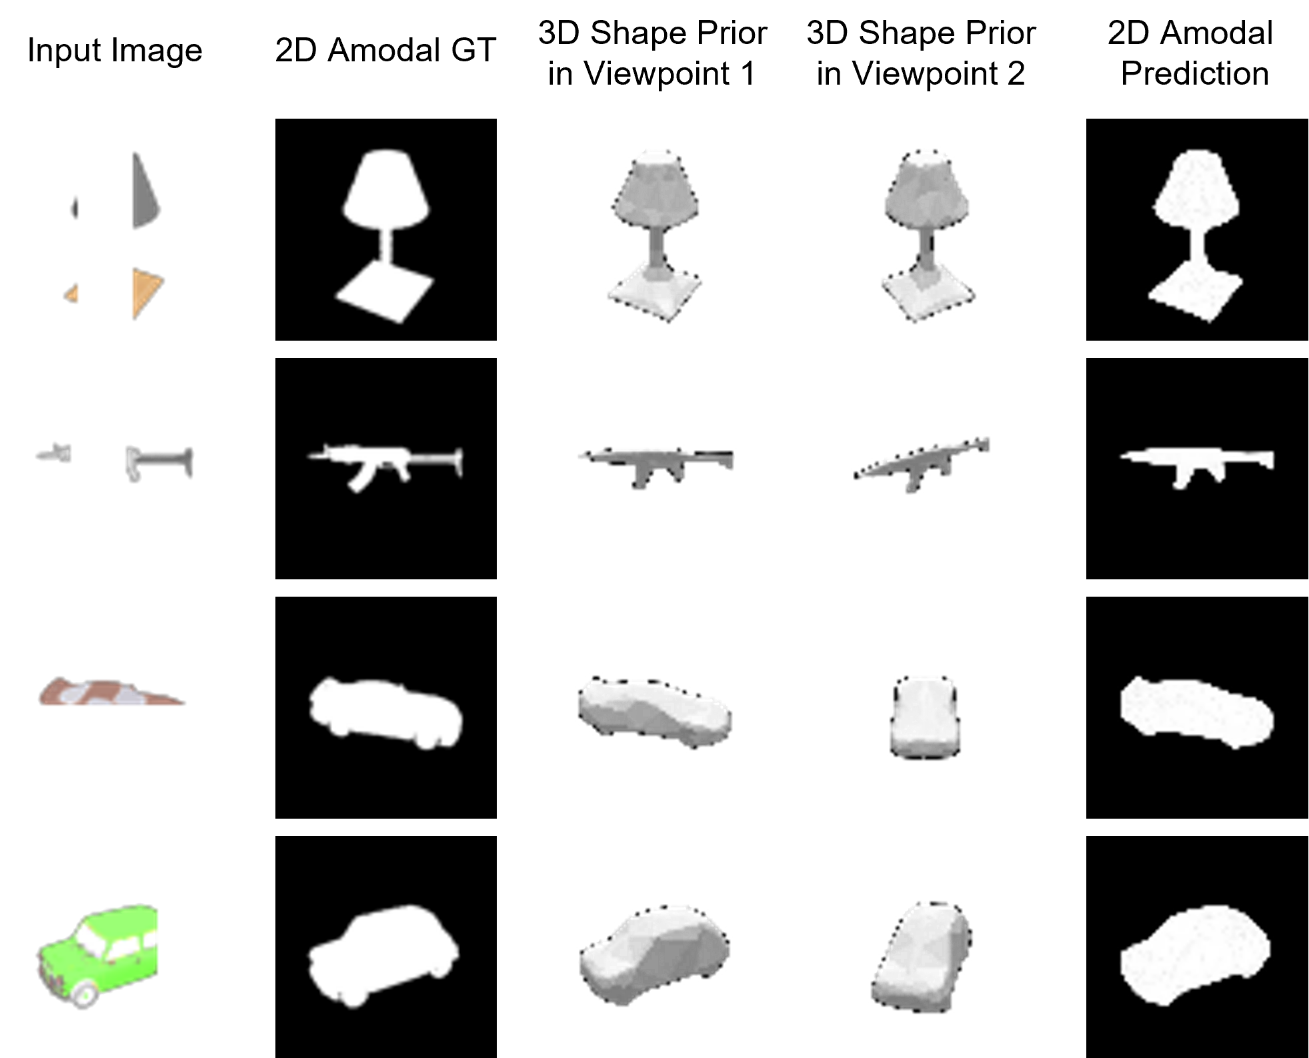 Input Image
2D Amodal GT
3D Shape Prior
in Viewpoint 1
3D Shape Prior
in Viewpoint 2
2D Amodal
Prediction